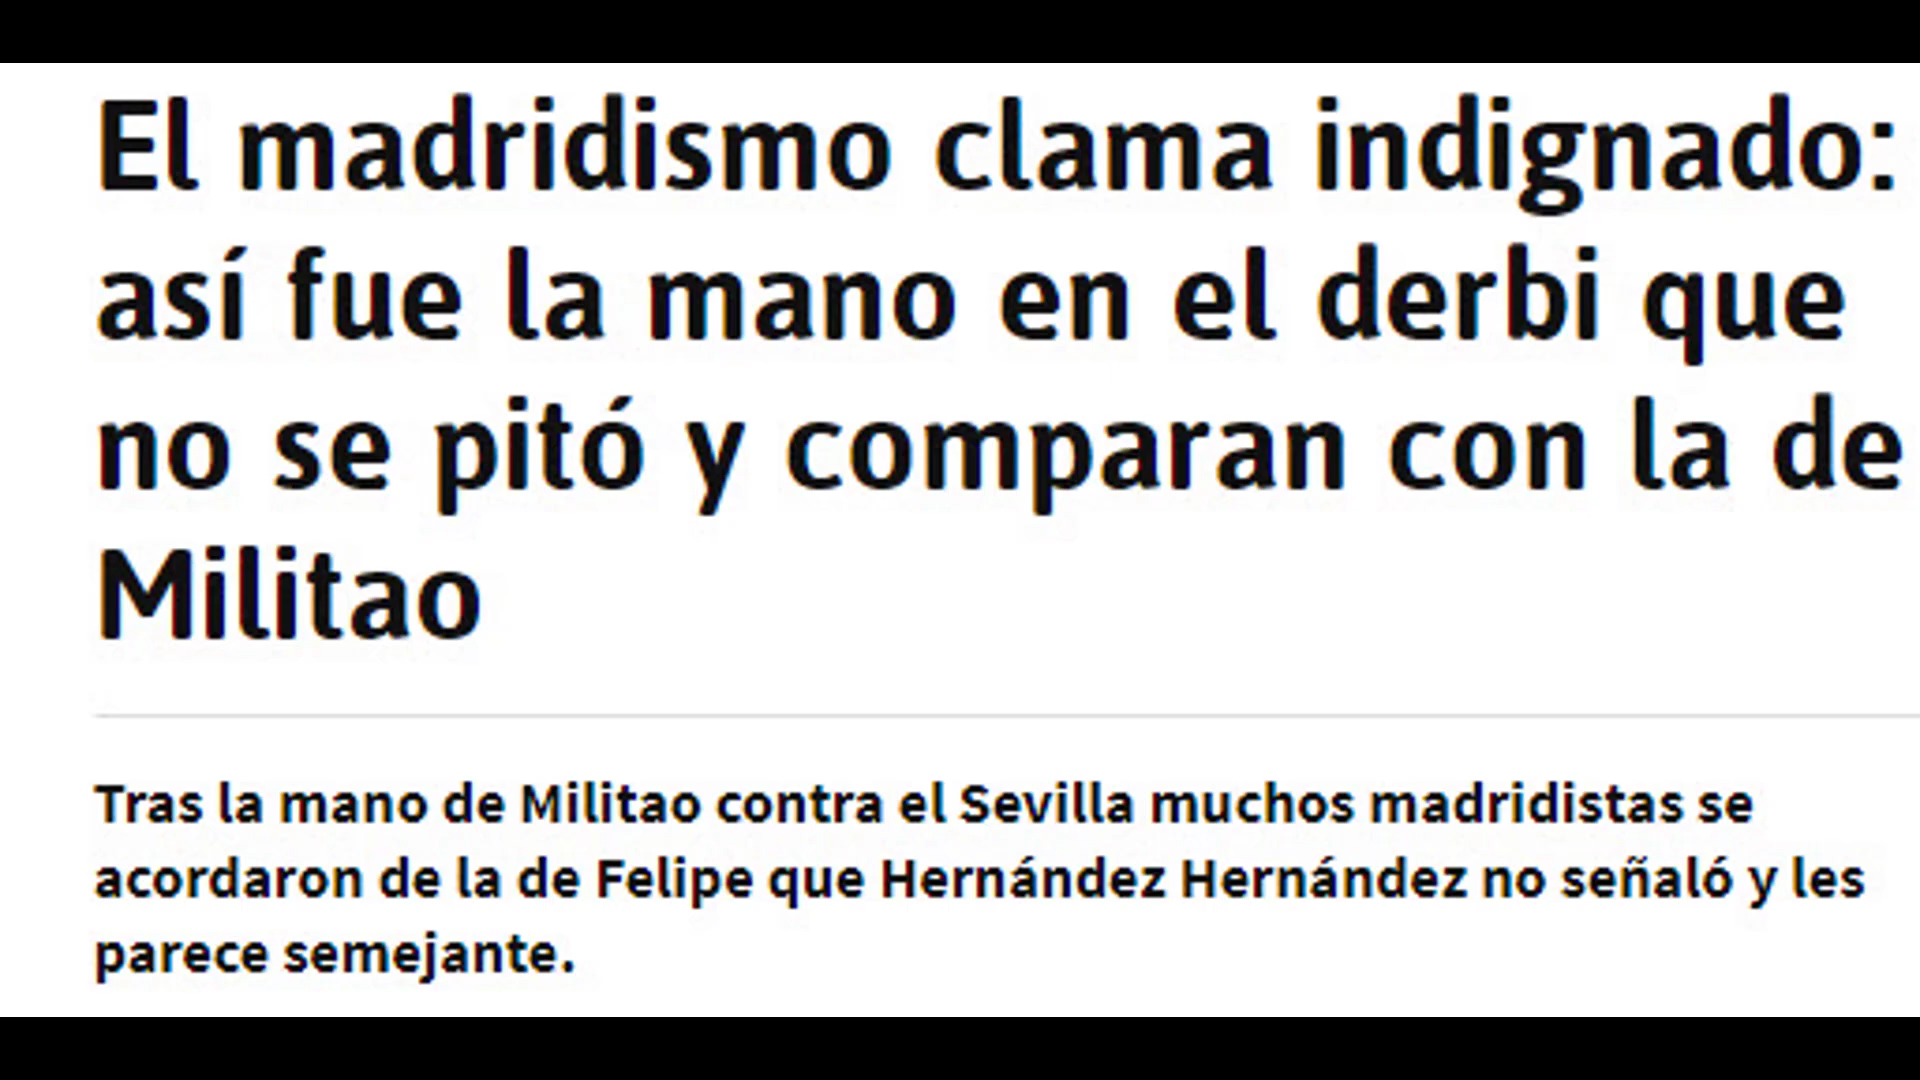 El madridismo clama indignado:
así fue la mano en el derbi que
no se pitó y comparan con la de
Militao
Tras la mano de Militao contra el Sevilla muchos madridistas se
acordaron de la de Felipe que Hernández Hernández no señaló y les
parece semejante.